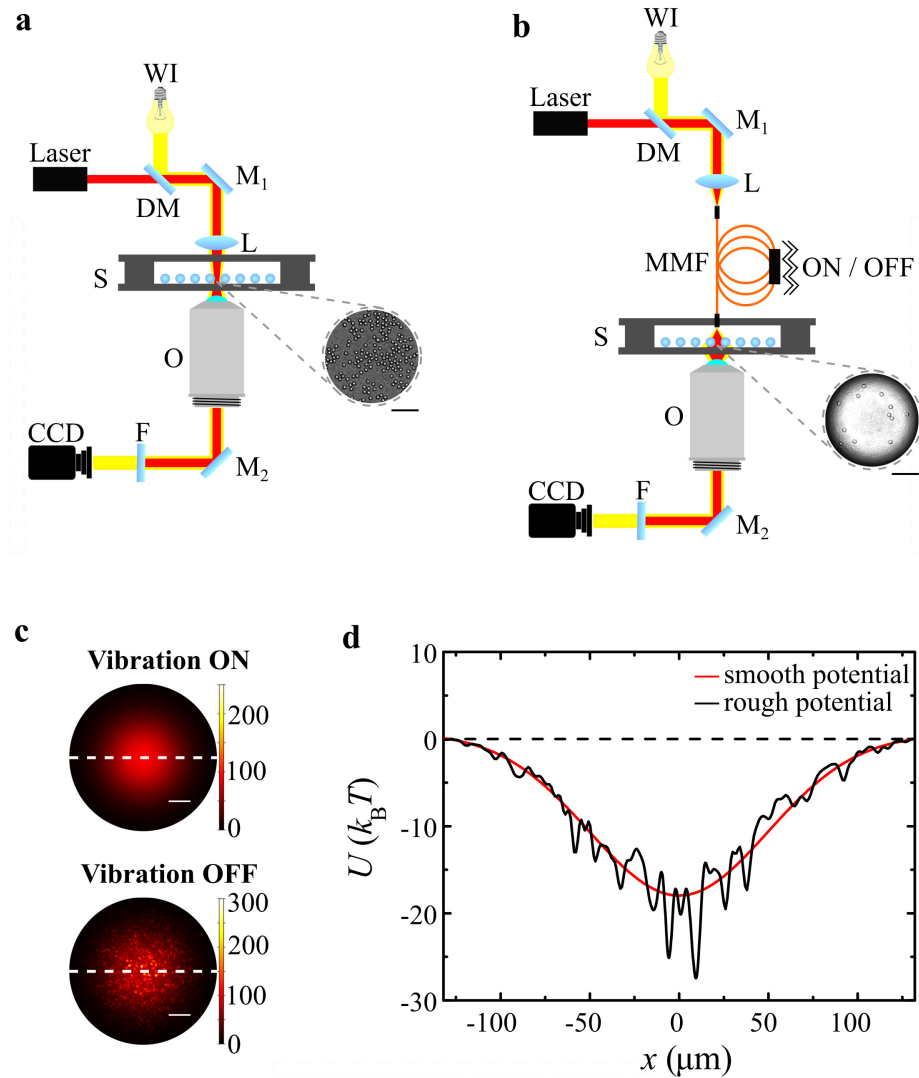 a
WI
Laser
DM
M₁
L
S
O
CCD
F
M₂
b
WI
Laser
DM
M₁
L
MMF
ON / OFF
S
O
CCD
F
M₂
c
Vibration ON
200
100
0
Vibration OFF
300
200
100
0
d
10
0
-10
-20
-30
U (k_BT)
smooth potential
rough potential
-100
-50
0
50
100
x (μm)